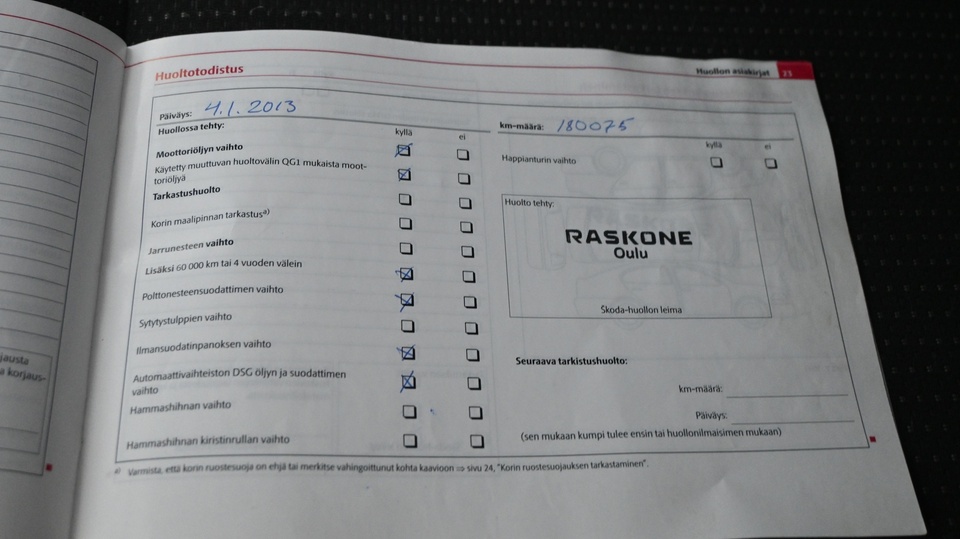 Huoltotodistus
Huollon asiakirjat 23
Päiväys: 4.1.2013
km-määrä: 180075
Huollossa tehty:
kyllä ei
kyllä ei
Moottoriöljyn vaihto
Happianturin vaihto
Käytetty muuttuvan huoltovälin QG1 mukaista moot-
toriöljyä
Tarkastushuolto
Korin maalipinnan tarkastusa)
Jarrunesteen vaihto
Lisäksi 60 000 km tai 4 vuoden välein
Polttonesteensuodattimen vaihto
Sytytystulppien vaihto
Ilmansuodatinpanoksen vaihto
Automaattivaihteiston DSG öljyn ja suodattimen
vaihto
Hammashihnan vaihto
Hammashihnan kiristinrullan vaihto
Huolto tehty:
RASKONE
Oulu
Škoda-huollon leima
Seuraava tarkistushuolto:
km-määrä:
Päiväys:
(sen mukaan kumpi tulee ensin tai huollonilmaisimen mukaan)
a) Varmista, että korin ruostesuoja on ehjä tai merkitse vahingoittunut kohta kaavioon ⇒ sivu 24, "Korin ruostesuojauksen tarkastaminen".